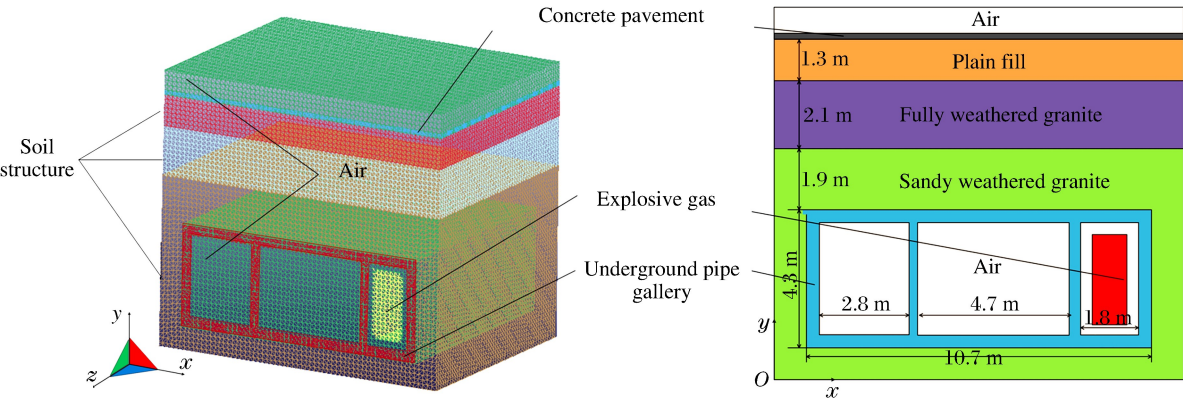 Concrete pavement
Soil
structure
Air
Explosive gas
Underground pipe
gallery
y
z
x
Air
1.3 m
Plain fill
2.1 m
Fully weathered granite
1.9 m
Sandy weathered granite
4.3 m
Air
2.8 m
4.7 m
1.8 m
10.7 m
y
O
x